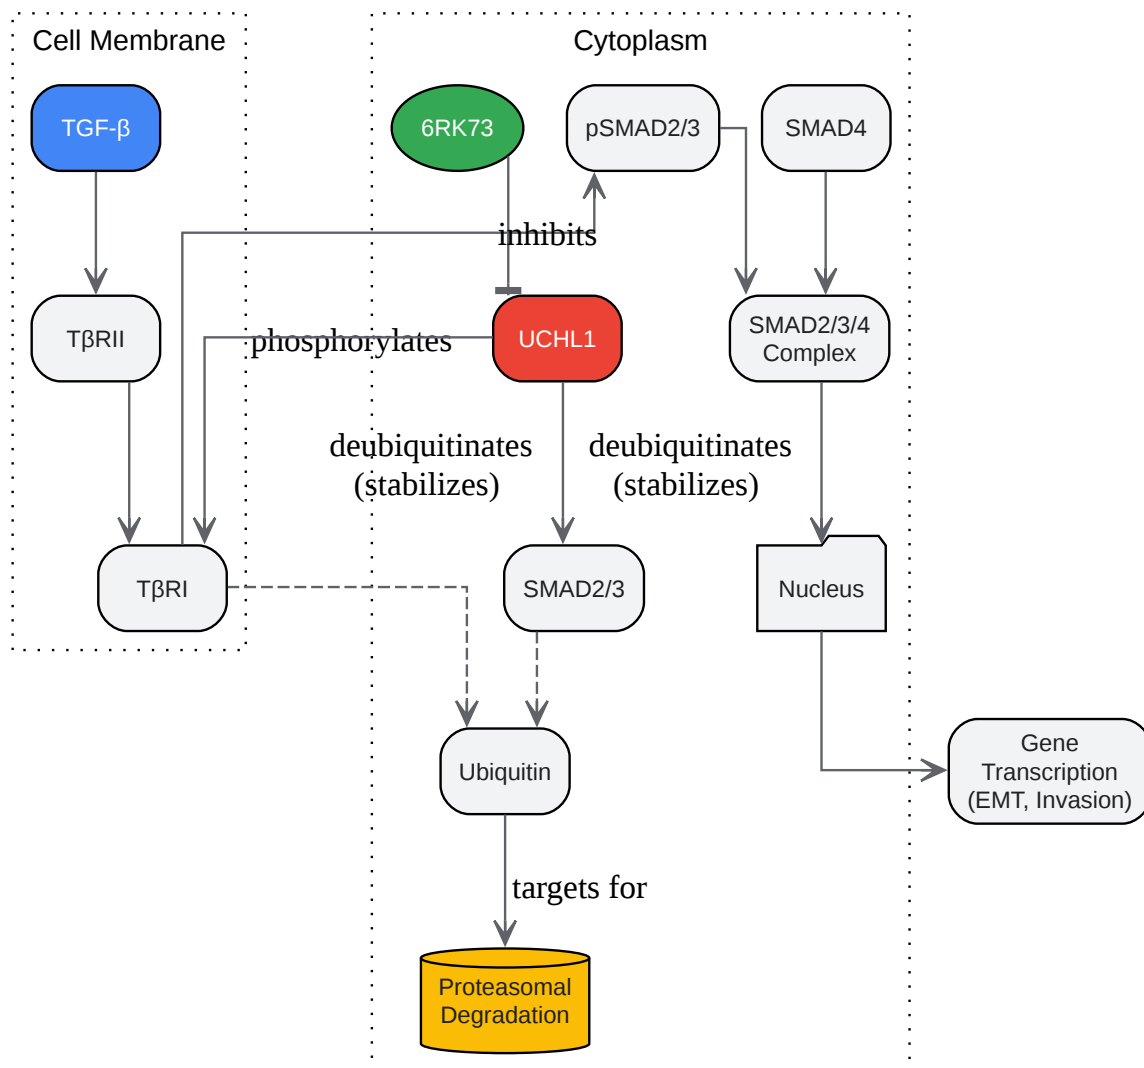 Cell Membrane
Cytoplasm
TGF-β
6RK73
pSMAD2/3
SMAD4
inhibits
TβRII
phosphorylates
UCHL1
SMAD2/3/4
Complex
deubiquitinates
(stabilizes)
deubiquitinates
(stabilizes)
TβRI
SMAD2/3
Nucleus
Ubiquitin
Gene
Transcription
(EMT, Invasion)
targets for
Proteasomal
Degradation